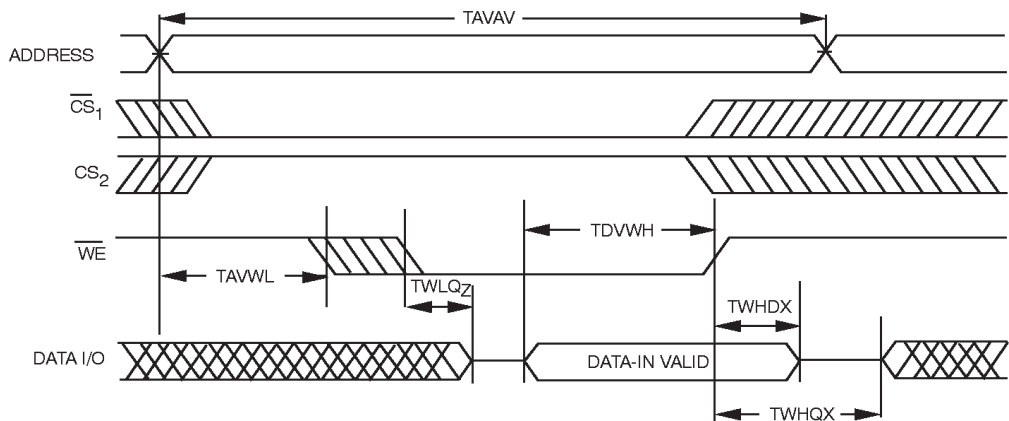 TAVAV
ADDRESS
CS1
CS2
TDVWH
WE
TAVWL
TWLQZ
TWHDX
DATA I/O
DATA-IN VALID
TWHQX